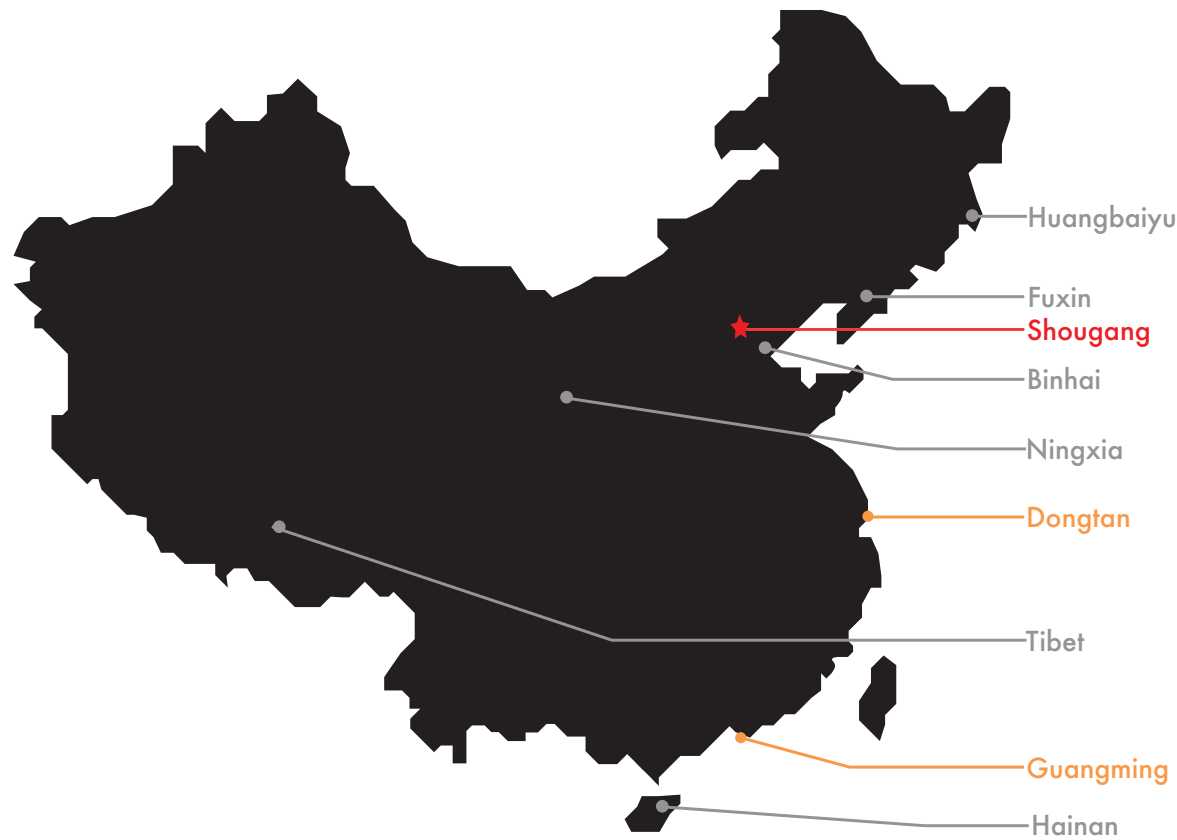 Huangbaiyu
Fuxin
Shougang
Binhai
Ningxia
Dongtan
Tibet
Guangming
Hainan